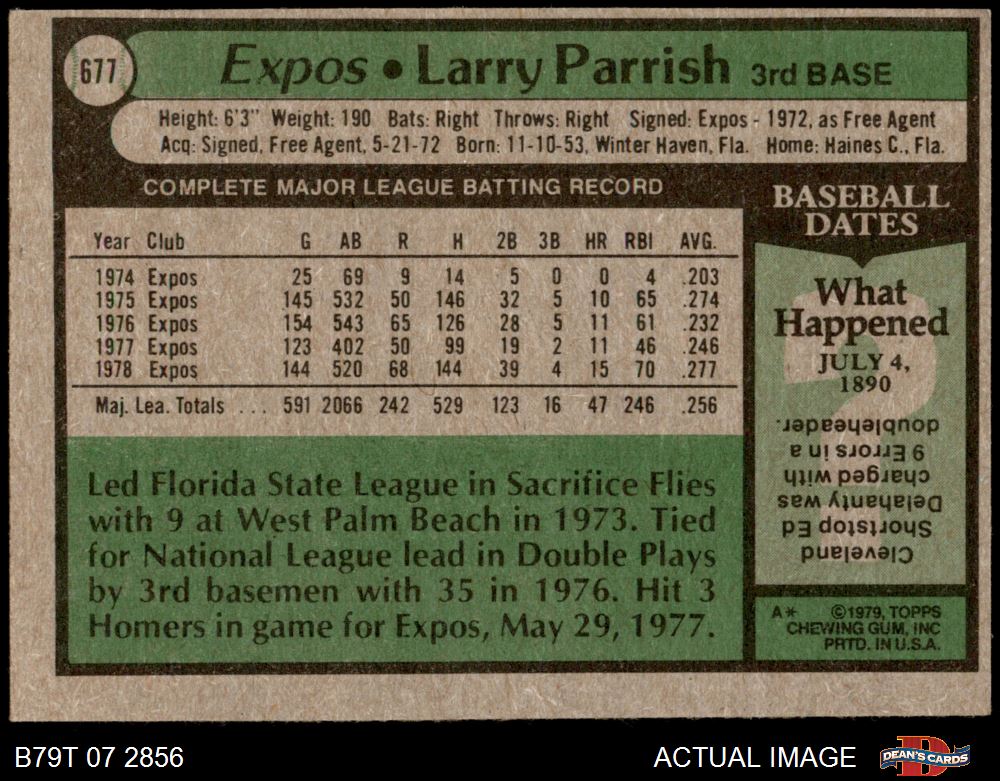 677
Expos • Larry Parrish 3rd BASE
Height: 6'3" Weight: 190 Bats: Right Throws: Right Signed: Expos - 1972, as Free Agent
Acq: Signed, Free Agent, 5-21-72 Born: 11-10-53, Winter Haven, Fla. Home: Haines C., Fla.
COMPLETE MAJOR LEAGUE BATTING RECORD
Year Club G AB R H 2B 3B HR RBI AVG.
1974 Expos 25 69 9 14 5 0 0 4 .203
1975 Expos 145 532 50 146 32 5 10 65 .274
1976 Expos 154 543 65 126 28 5 11 61 .232
1977 Expos 123 402 50 99 19 2 11 46 .246
1978 Expos 144 520 68 144 39 4 15 70 .277
Maj. Lea. Totals ... 591 2066 242 529 123 16 47 246 .256
Led Florida State League in Sacrifice Flies
with 9 at West Palm Beach in 1973. Tied
for National League lead in Double Plays
by 3rd basemen with 35 in 1976. Hit 3
Homers in game for Expos, May 29, 1977.
BASEBALL
DATES
What
Happened
JULY 4,
1890
?
Cleveland
Shortstop Ed
Delahanty was
charged with
9 Errors in a
doubleheader.
A* ©1979, TOPPS
CHEWING GUM, INC
PRTD. IN U.S.A.
B79T 07 2856
ACTUAL IMAGE
D
DEAN'S CARDS